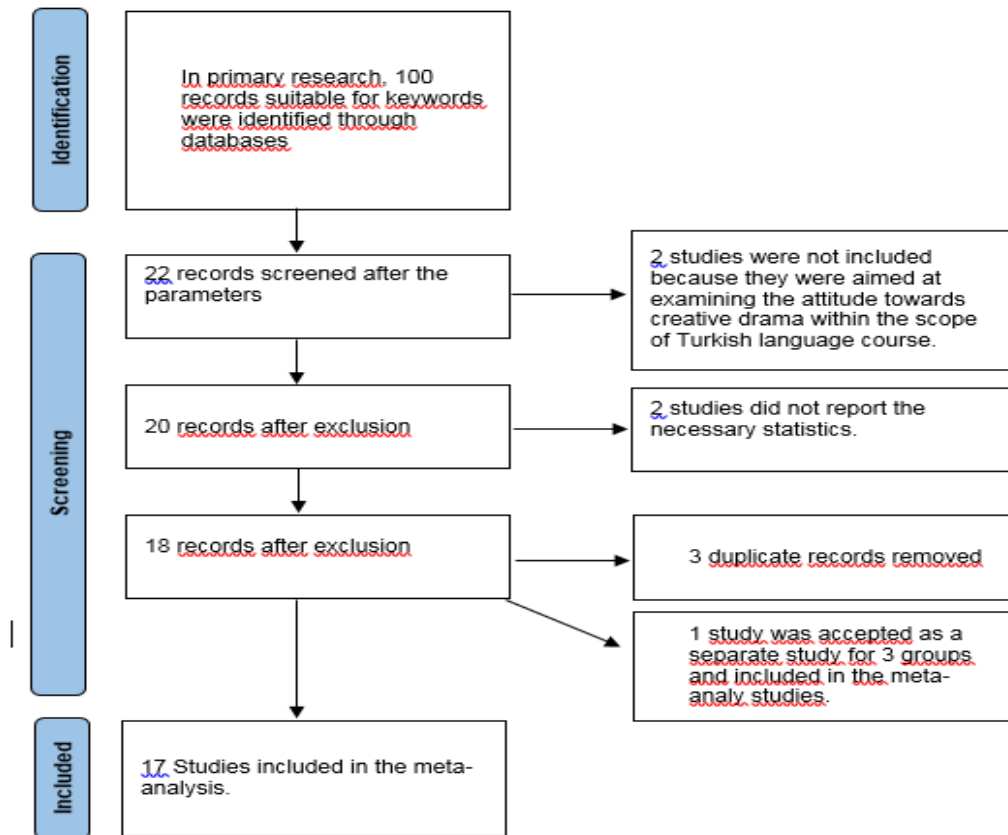 Identification
In primary research, 100
records suitable for keywords
were identified through
databases
Screening
22 records screened after the
parameters
2 studies were not included
because they were aimed at
examining the attitude towards
creative drama within the scope
of Turkish language course.
20 records after exclusion
2 studies did not report the
necessary statistics.
18 records after exclusion
3 duplicate records removed
1 study was accepted as a
separate study for 3 groups
and included in the meta-
analy studies.
Included
17 Studies included in the meta-
analysis.